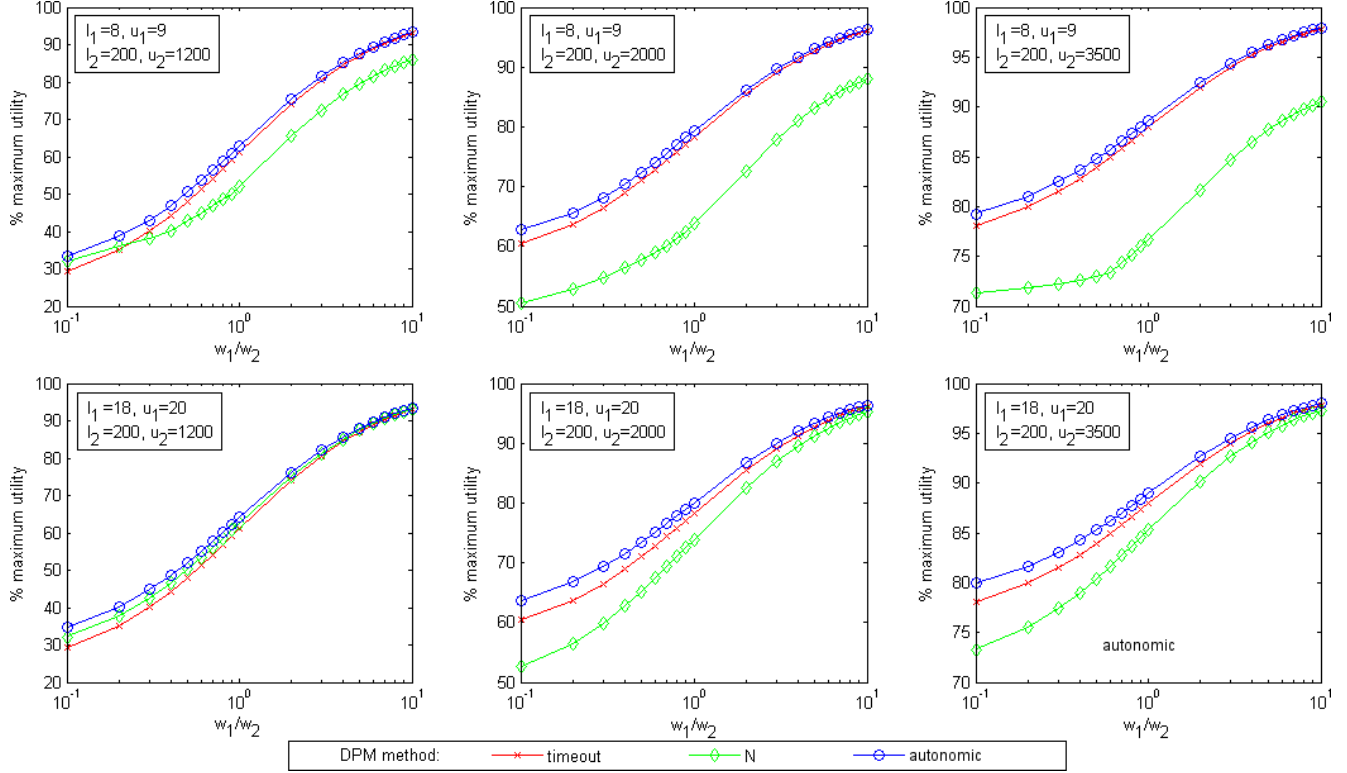 l1=8, u1=9
l2=200, u2=1200
% maximum utility
100
90
80
70
60
50
40
30
20
10^-1
10^0
10^1
w1/w2
l1=8, u1=9
l2=200, u2=2000
% maximum utility
100
90
80
70
60
50
10^-1
10^0
10^1
w1/w2
l1=8, u1=9
l2=200, u2=3500
% maximum utility
100
95
90
85
80
75
70
10^-1
10^0
10^1
w1/w2
l1=18, u1=20
l2=200, u2=1200
% maximum utility
100
90
80
70
60
50
40
30
20
10^-1
10^0
10^1
w1/w2
l1=18, u1=20
l2=200, u2=2000
% maximum utility
100
90
80
70
60
50
10^-1
10^0
10^1
w1/w2
l1=18, u1=20
l2=200, u2=3500
% maximum utility
100
95
90
85
80
75
70
autonomic
10^-1
10^0
10^1
w1/w2
DPM method: timeout N autonomic